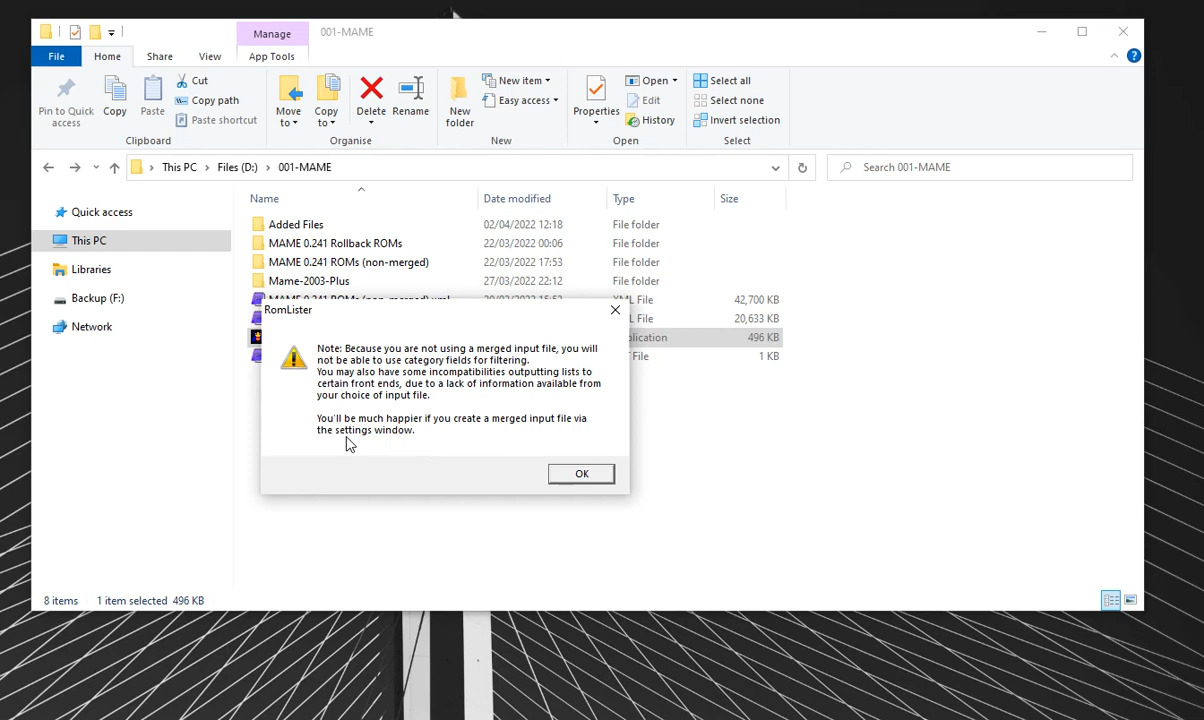 Manage
001-MAME
File
Home
Share
View
App Tools
Pin to Quick access
Copy
Paste
Cut
Copy path
Paste shortcut
Clipboard
Move to
Copy to
Delete
Rename
Organise
New folder
New item
Easy access
New
Properties
Open
Edit
History
Open
Select all
Select none
Invert selection
Select
This PC > Files (D:) > 001-MAME
Search 001-MAME
Name
Date modified
Type
Size
Quick access
This PC
Libraries
Backup (F:)
Network
Added Files 02/04/2022 12:18 File folder
MAME 0.241 Rollback ROMs 22/03/2022 00:06 File folder
MAME 0.241 ROMs (non-merged) 22/03/2022 17:53 File folder
Mame-2003-Plus 27/03/2022 22:12 File folder
File 42,700 KB
File 20,633 KB
496 KB
File 1 KB
RomLister
Note: Because you are not using a merged input file, you will
not be able to use category fields for filtering.
You may also have some incompatibilities outputting lists to
certain front ends, due to a lack of information available from
your choice of input file.
You'll be much happier if you create a merged input file via
the settings window.
OK
8 items 1 item selected 496 KB